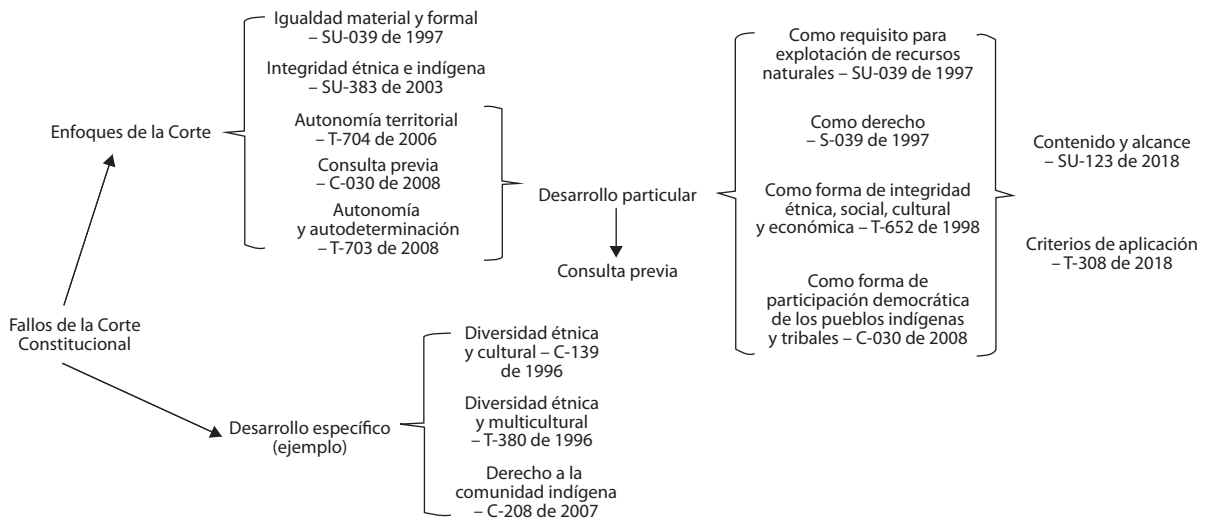 Fallos de la Corte
Constitucional
Enfoques de la Corte
Igualdad material y formal
– SU-039 de 1997
Integridad étnica e indígena
– SU-383 de 2003
Autonomía territorial
– T-704 de 2006
Consulta previa
– C-030 de 2008
Autonomía
y autodeterminación
– T-703 de 2008
Desarrollo particular
Consulta previa
Como requisito para
explotación de recursos
naturales – SU-039 de 1997
Como derecho
– S-039 de 1997
Como forma de integridad
étnica, social, cultural
y económica – T-652 de 1998
Como forma de
participación democrática
de los pueblos indígenas
y tribales – C-030 de 2008
Contenido y alcance
– SU-123 de 2018
Criterios de aplicación
– T-308 de 2018
Desarrollo específico
(ejemplo)
Diversidad étnica
y cultural – C-139
de 1996
Diversidad étnica
y multicultural
– T-380 de 1996
Derecho a la
comunidad indígena
– C-208 de 2007